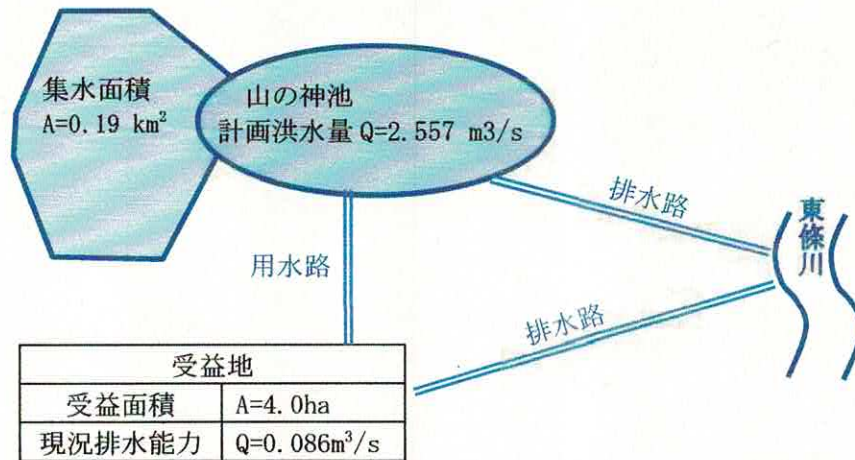 集水面積
A=0.19 km²
山の神池
計画洪水量 Q=2.557 m3/s
排水路
東條川
用水路
排水路
受益地
受益面積 A=4.0ha
現況排水能力 Q=0.086m³/s